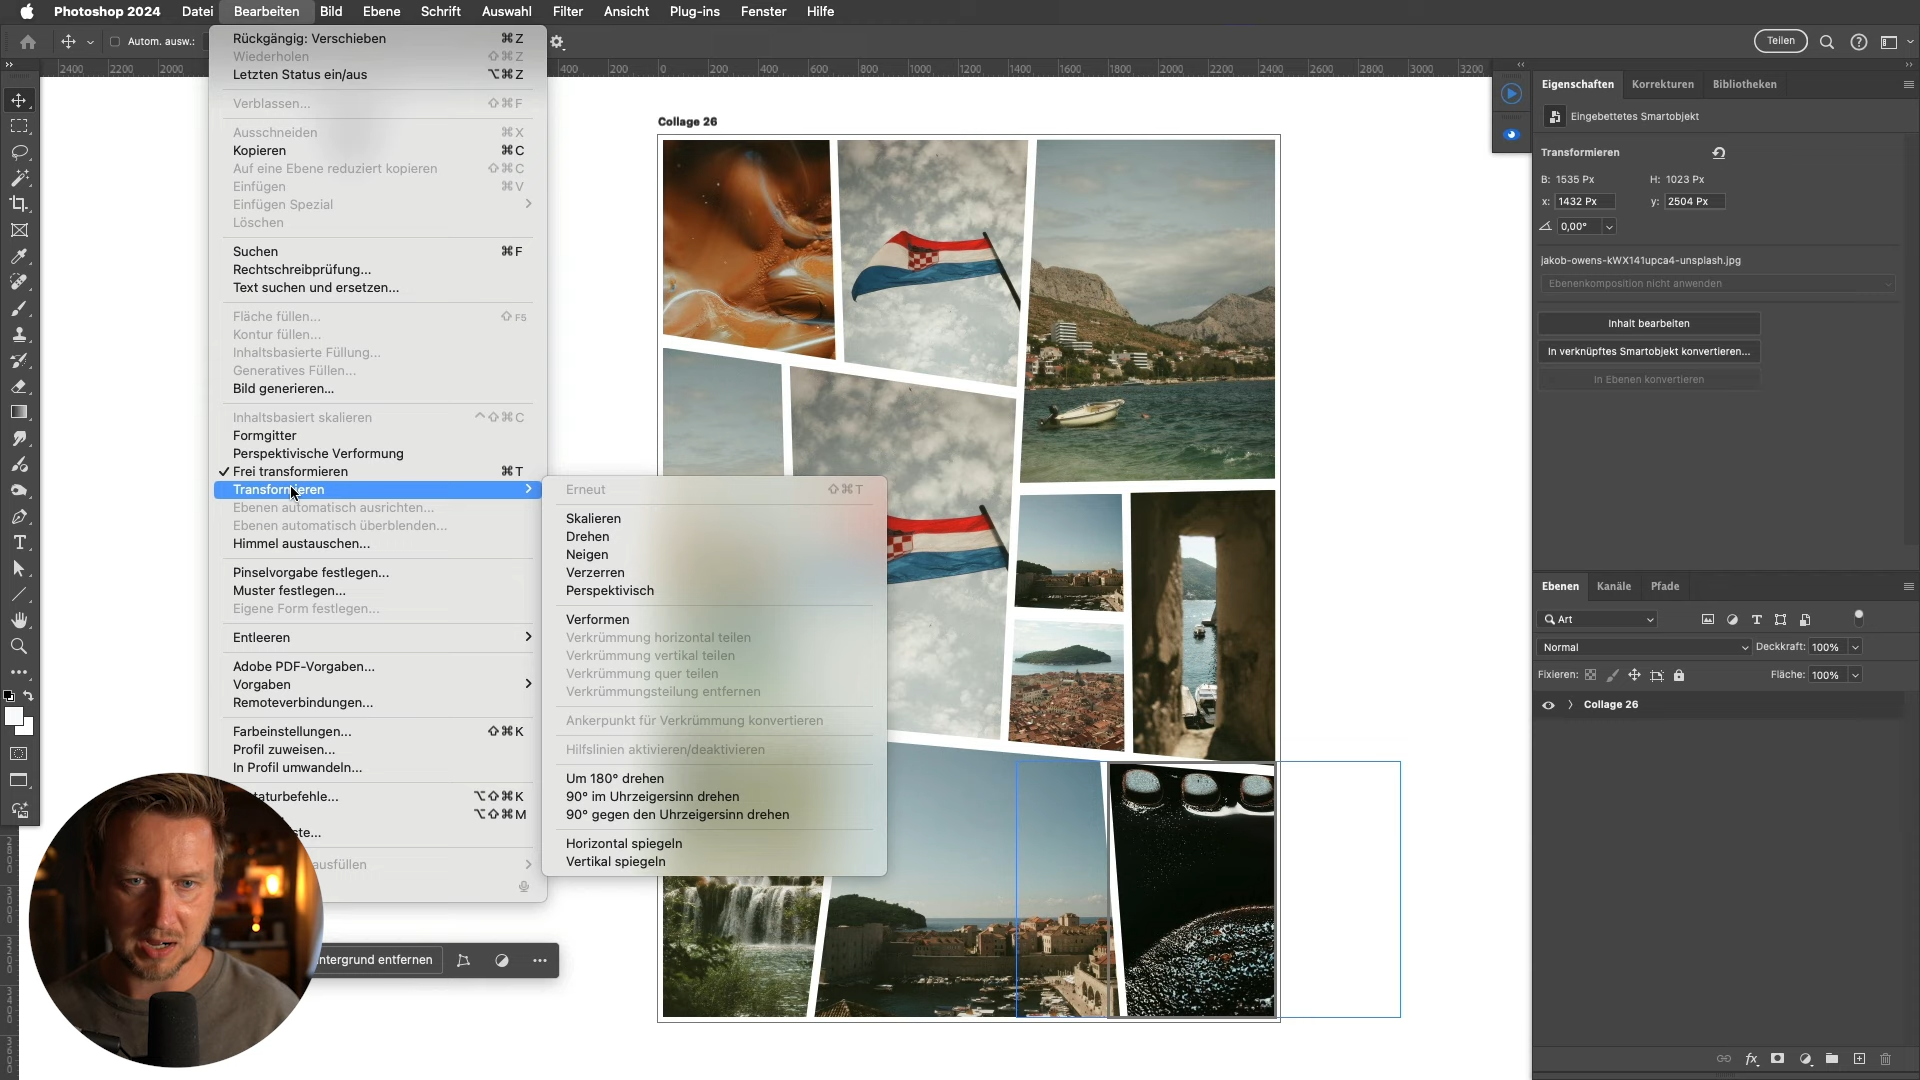 Photoshop 2024 Datei Bearbeiten Bild Ebene Schrift Auswahl Filter Ansicht Plug-ins Fenster Hilfe
Autom. ausw.:
Teilen
2400 2200 2000 400 200 0 200 400 600 800 1000 1200 1400 1600 1800 2000 2200 2400 2600 2800 3000 3200
Rückgängig: Verschieben ⌘Z
Wiederholen ⇧⌘Z
Letzten Status ein/aus ⌥⌘Z
Verblassen... ⇧⌘F
Ausschneiden ⌘X
Kopieren ⌘C
Auf eine Ebene reduziert kopieren ⇧⌘C
Einfügen ⌘V
Einfügen Spezial
Löschen
Suchen ⌘F
Rechtschreibprüfung...
Text suchen und ersetzen...
Fläche füllen... ⇧F5
Kontur füllen...
Inhaltsbasierte Füllung...
Generatives Füllen...
Bild generieren...
Inhaltsbasiert skalieren ^⇧⌘C
Formgitter
Perspektivische Verformung
✓ Frei transformieren ⌘T
Transformieren
Ebenen automatisch ausrichten...
Ebenen automatisch überblenden...
Himmel austauschen...
Pinselvorgabe festlegen...
Muster festlegen...
Eigene Form festlegen...
Entleeren
Adobe PDF-Vorgaben...
Vorgaben
Remoteverbindungen...
Farbeinstellungen... ⇧⌘K
Profil zuweisen...
In Profil umwandeln...
taturbefehle... ⌥⇧⌘K
⌥⇧⌘M
ste...
ausfüllen
Erneut ⇧⌘T
Skalieren
Drehen
Neigen
Verzerren
Perspektivisch
Verformen
Verkrümmung horizontal teilen
Verkrümmung vertikal teilen
Verkrümmung quer teilen
Verkrümmungsteilung entfernen
Ankerpunkt für Verkrümmung konvertieren
Hilfslinien aktivieren/deaktivieren
Um 180° drehen
90° im Uhrzeigersinn drehen
90° gegen den Uhrzeigersinn drehen
Horizontal spiegeln
Vertikal spiegeln
Collage 26
ntergrund entfernen
Eigenschaften Korrekturen Bibliotheken
Eingebettetes Smartobjekt
Transformieren
B: 1535 Px H: 1023 Px
x: 1432 Px y: 2504 Px
0,00°
jakob-owens-kWX141upca4-unsplash.jpg
Ebenenkomposition nicht anwenden
Inhalt bearbeiten
In verknüpftes Smartobjekt konvertieren...
In Ebenen konvertieren
Ebenen Kanäle Pfade
Art
Normal Deckkraft: 100%
Fixieren: Fläche: 100%
Collage 26